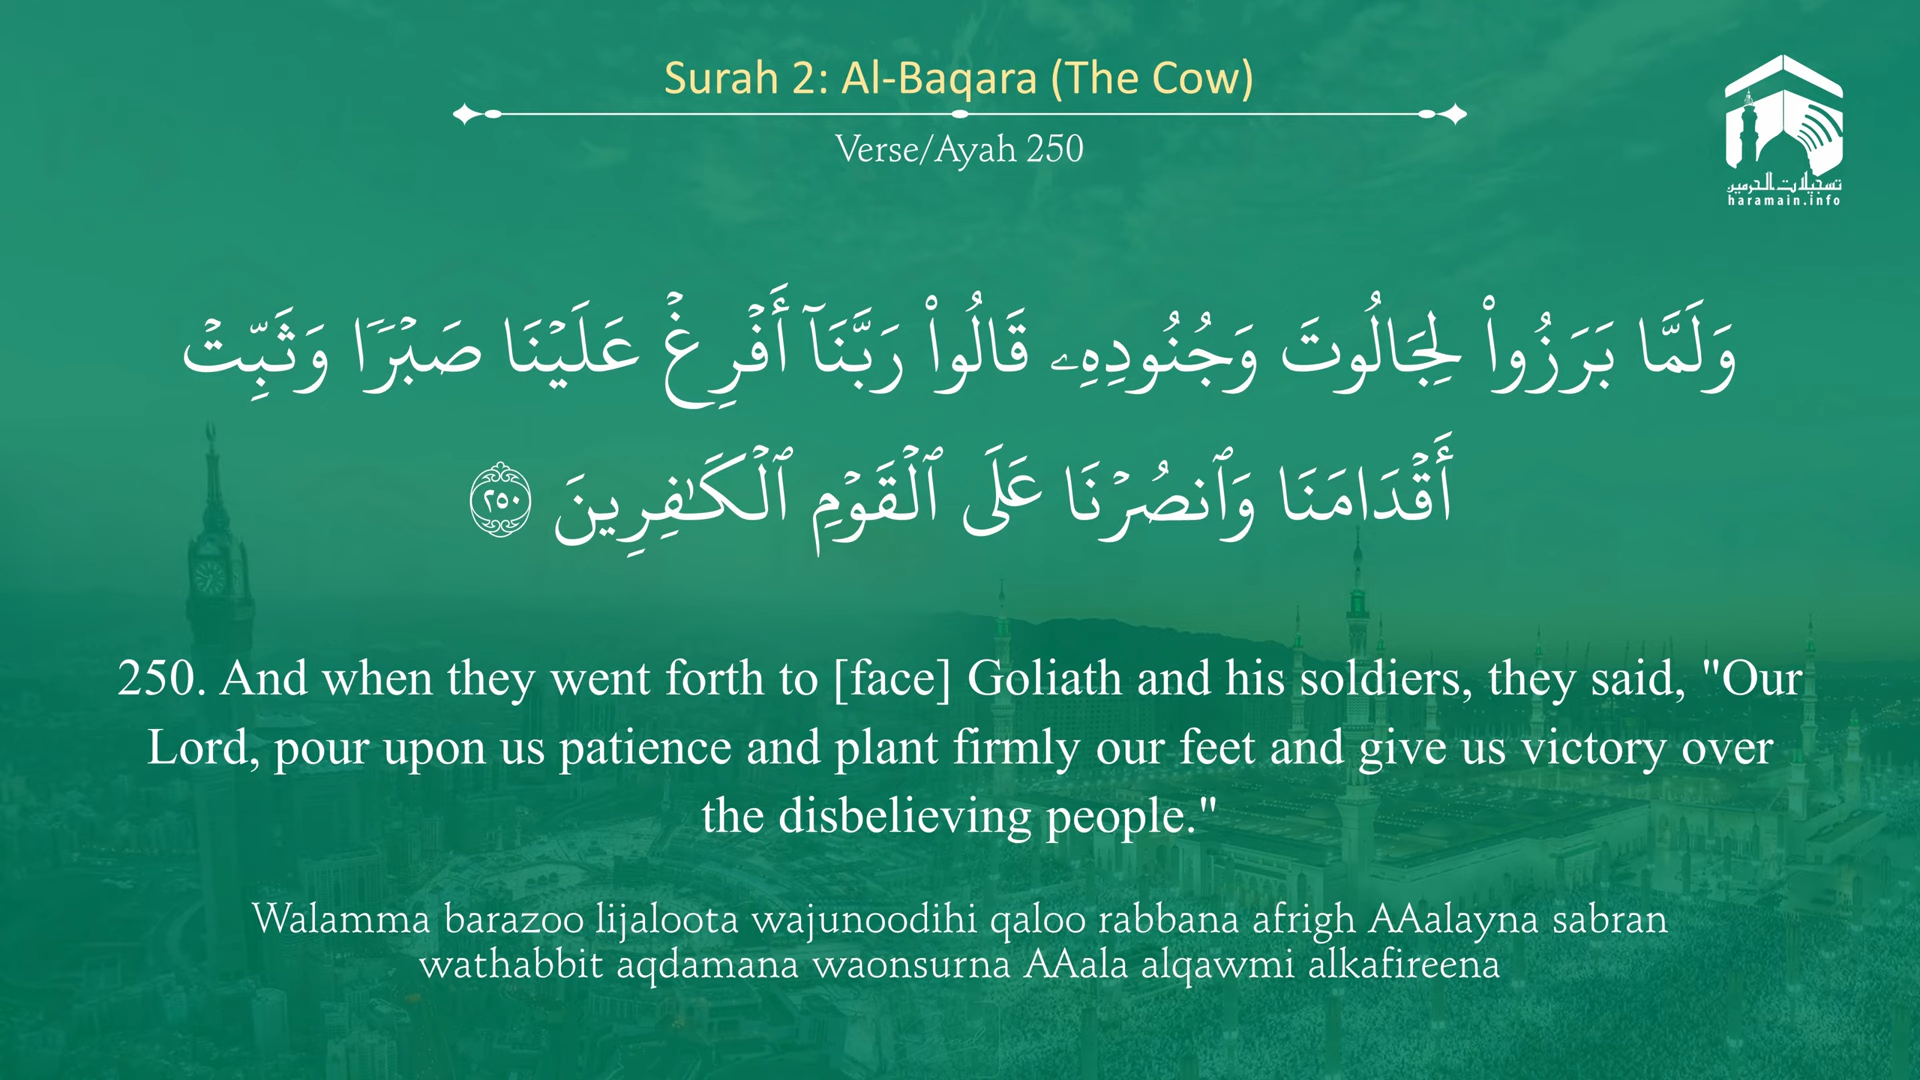 Surah 2: Al-Baqara (The Cow)
Verse/Ayah 250
تسجيلات الحرمين
haramain.info
وَلَمَّا بَرَزُوا۟ لِجَالُوتَ وَجُنُودِهِۦ قَالُوا۟ رَبَّنَآ أَفْرِغْ عَلَيْنَا صَبْرًا وَثَبِّتْ
أَقْدَامَنَا وَٱنصُرْنَا عَلَى ٱلْقَوْمِ ٱلْكَـٰفِرِينَ ٢٥٠
250. And when they went forth to [face] Goliath and his soldiers, they said, "Our
Lord, pour upon us patience and plant firmly our feet and give us victory over
the disbelieving people."
Walamma barazoo lijaloota wajunoodihi qaloo rabbana afrigh AAalayna sabran
wathabbit aqdamana waonsurna AAala alqawmi alkafireena